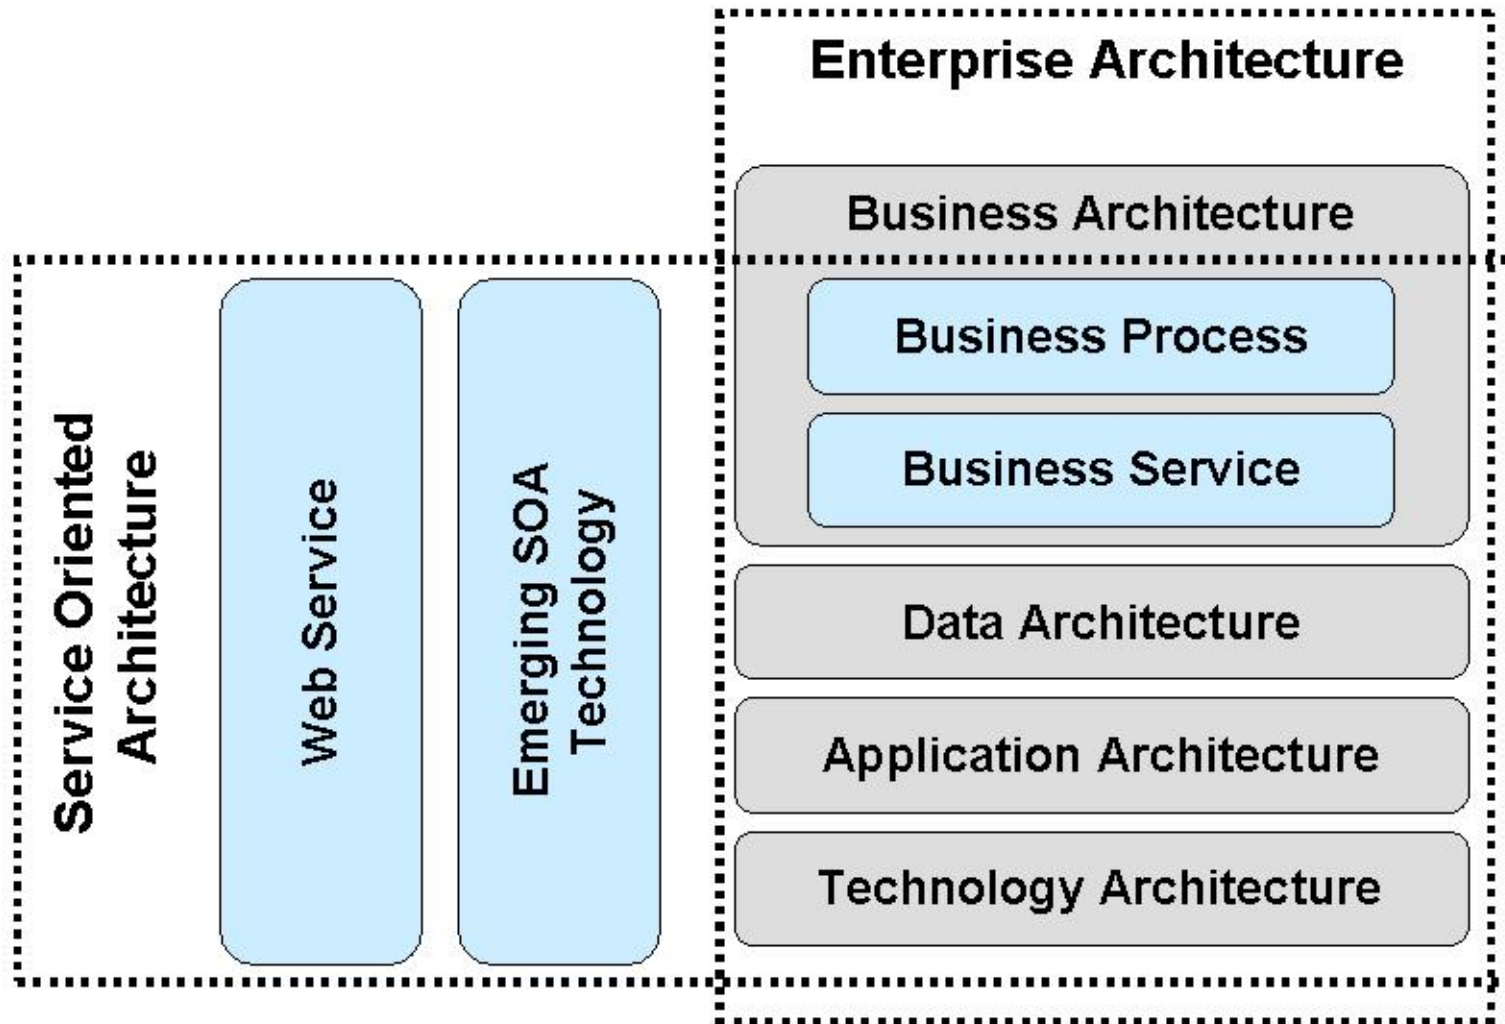 Enterprise Architecture
Business Architecture
Business Process
Business Service
Data Architecture
Application Architecture
Technology Architecture
Service Oriented
Architecture
Web Service
Emerging SOA
Technology